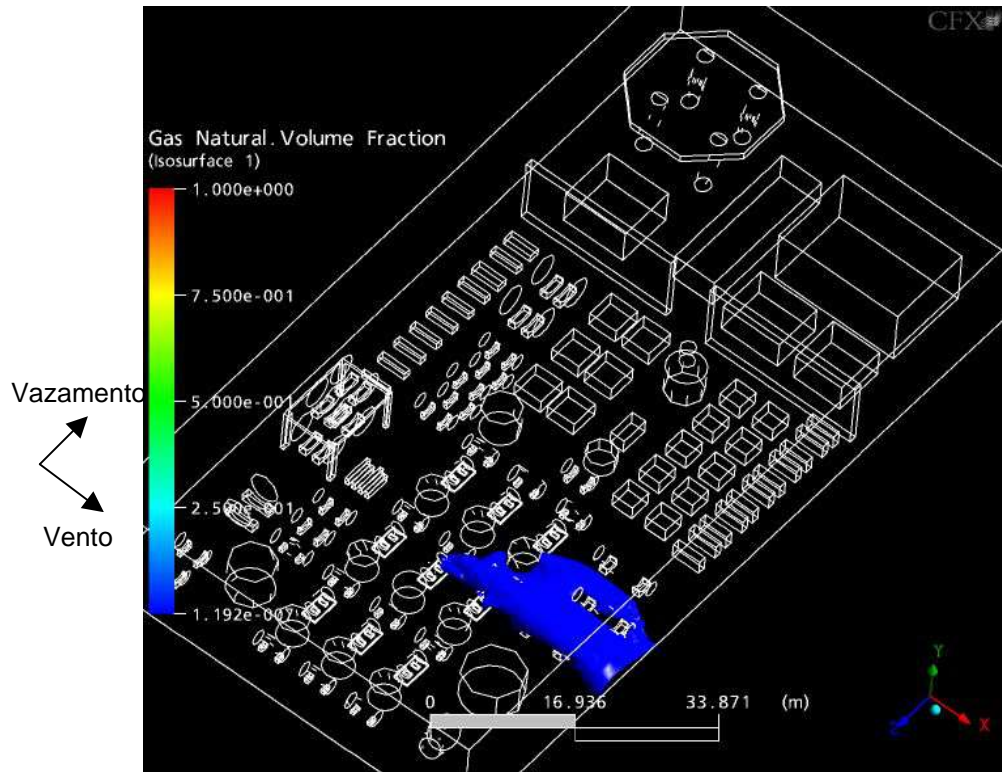 CFX
Gas Natural.Volume Fraction
(Isosurface 1)
1.000e+000
7.500e-001
Vazamento
5.000e-001
2.500e-001
Vento
1.192e-007
0
16.936
33.871
(m)
Y
Z
X